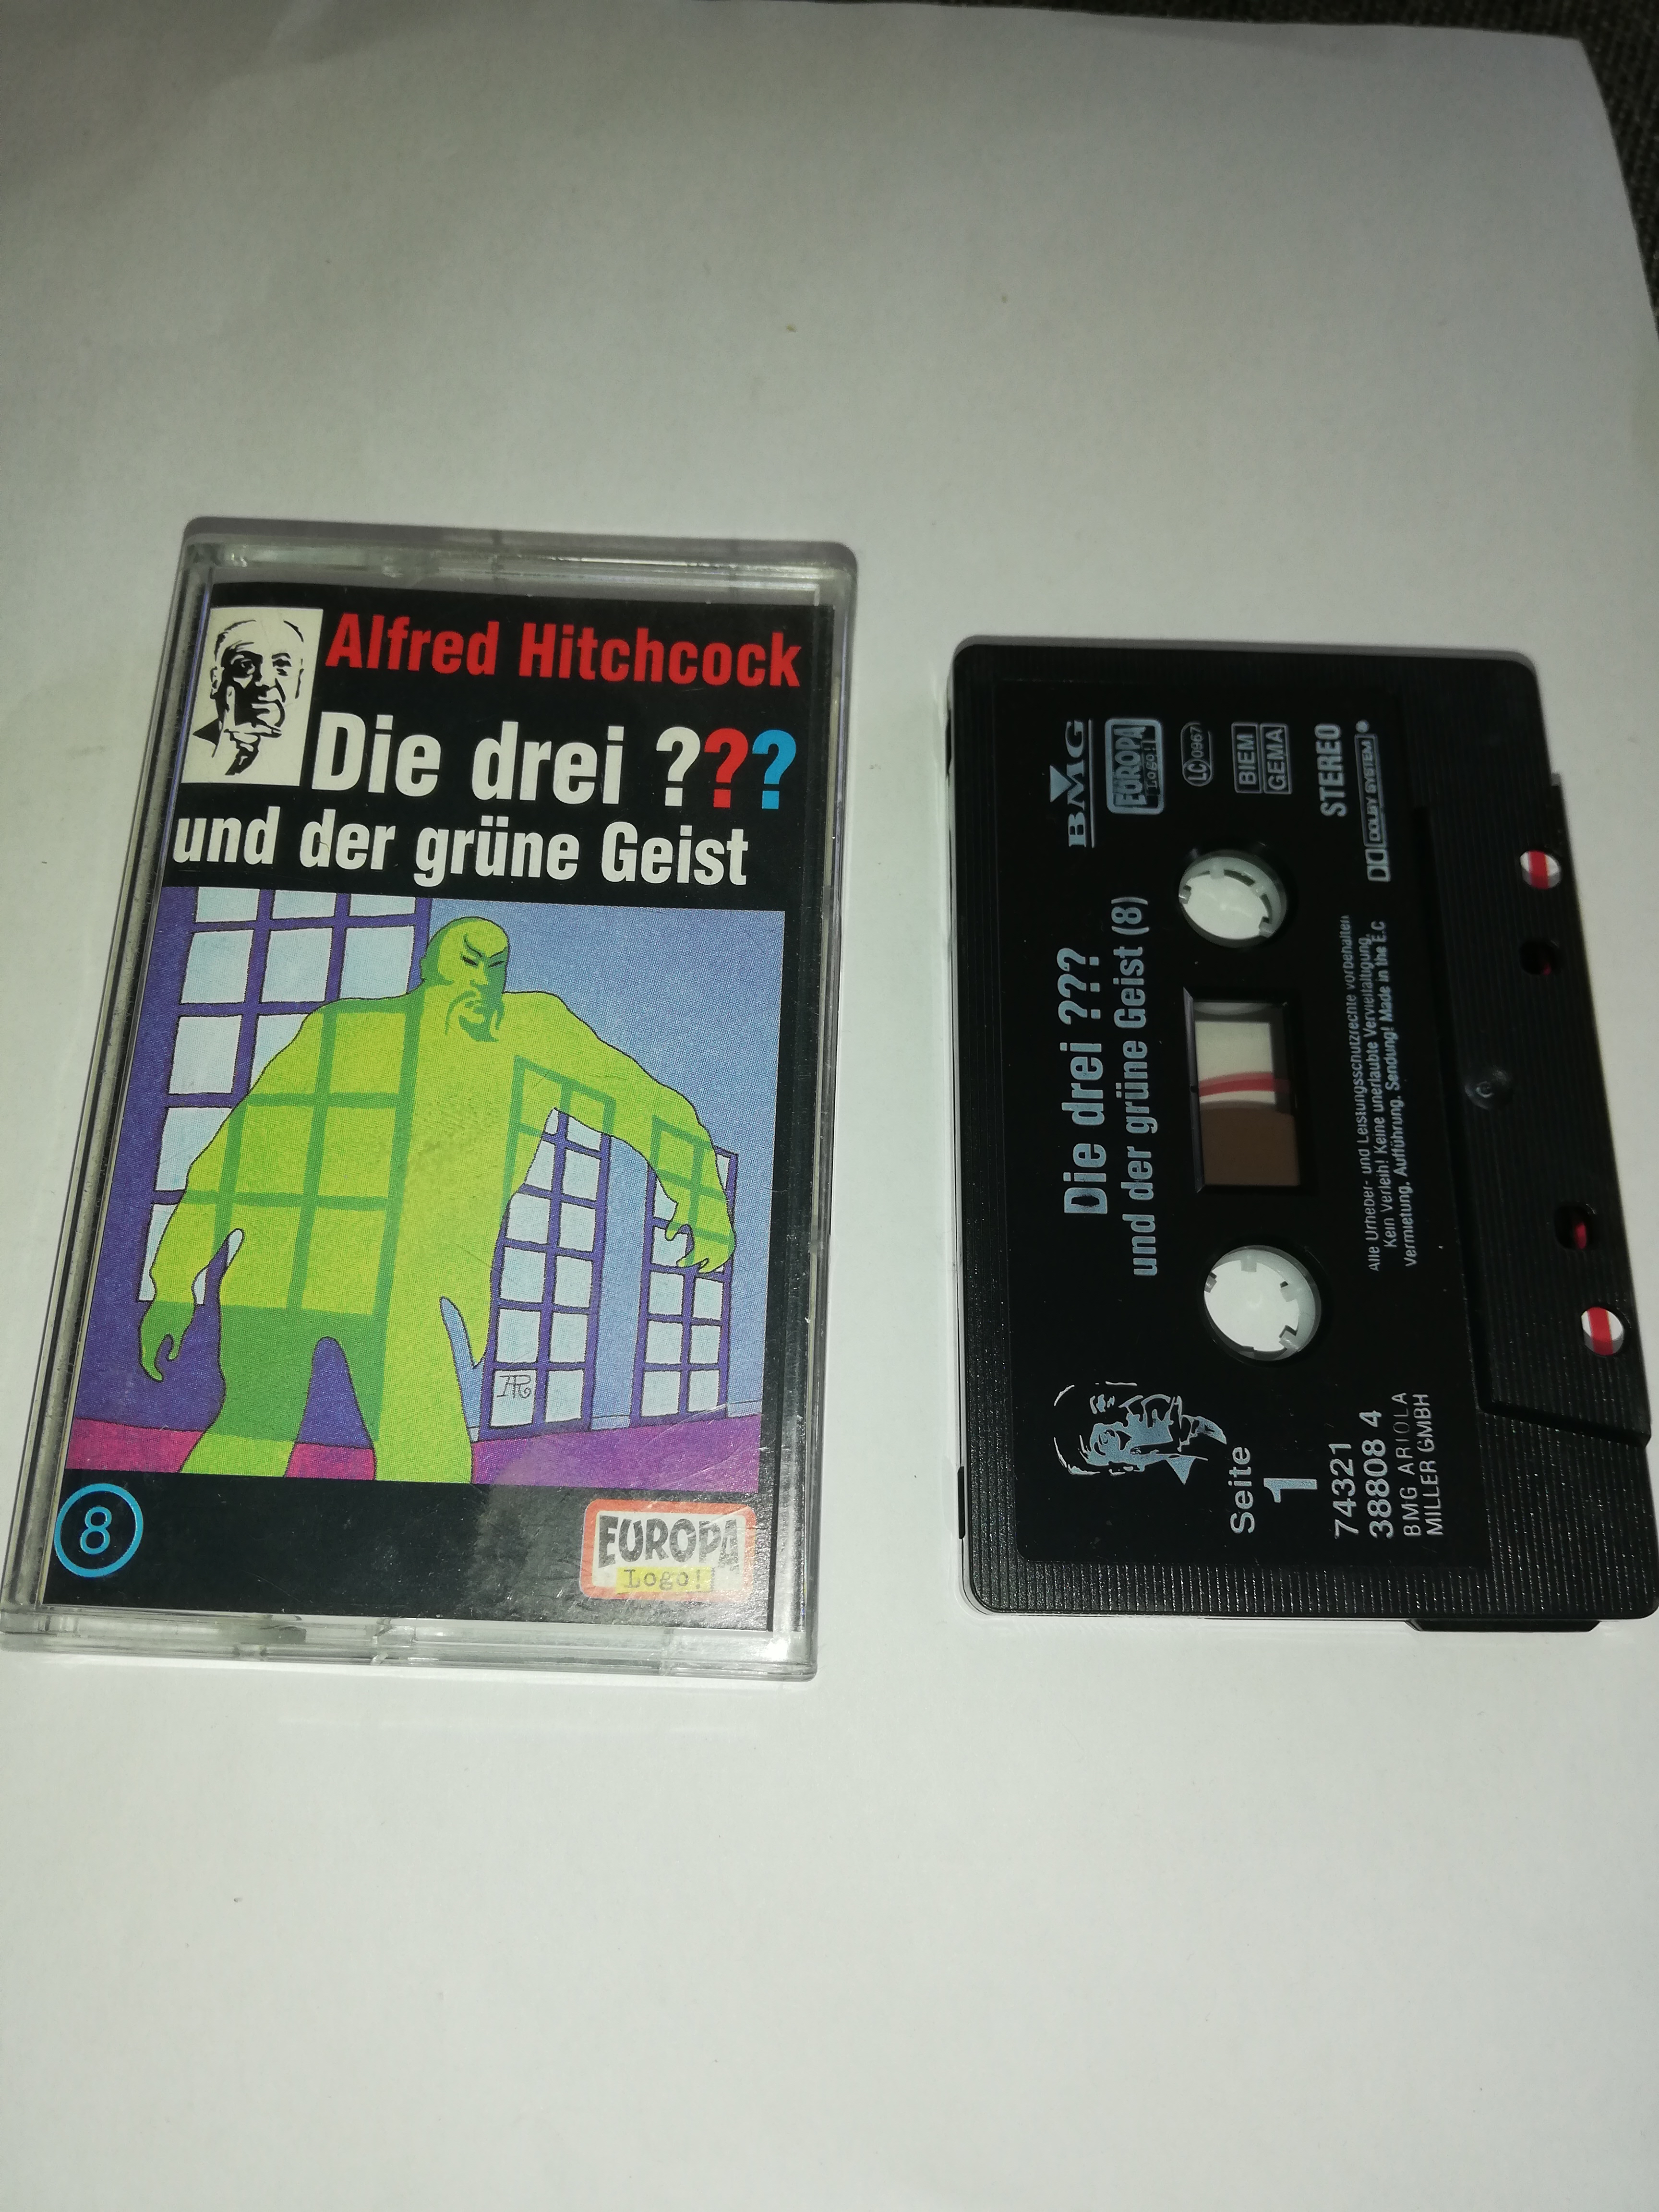 Alfred Hitchcock
Die drei ???
und der grüne Geist
AR
8
EUROPA
Logo!
BMG
EUROPA
Logo!
LC 0967
BIEM
GEMA
STEREO
DOLBY SYSTEM
Die drei ???
und der grüne Geist (8)
Alle Urheber- und Leistungsschutzrechte vorbehalten
Kein Verleih! Keine unerlaubte Vervielfältigung,
Vermietung, Aufführung, Sendung! Made in the E.C
Seite
1
74321
38808 4
BMG ARIOLA
MILLER GMBH